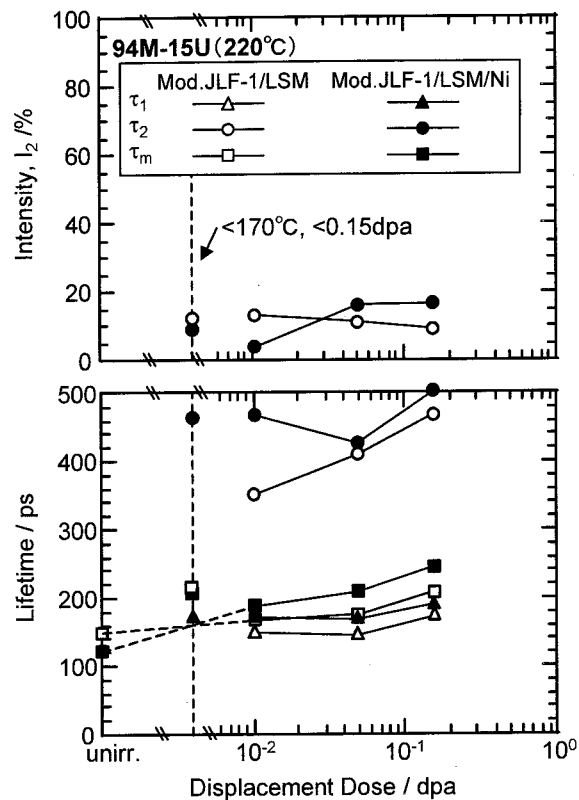 94M-15U(220℃)
Mod.JLF-1/LSM Mod.JLF-1/LSM/Ni
τ1
τ2
τm
<170℃, <0.15dpa
Intensity, I2 /%
100
80
60
40
20
0
Lifetime / ps
500
400
300
200
100
0
unirr. 10-2 10-1 100
Displacement Dose / dpa